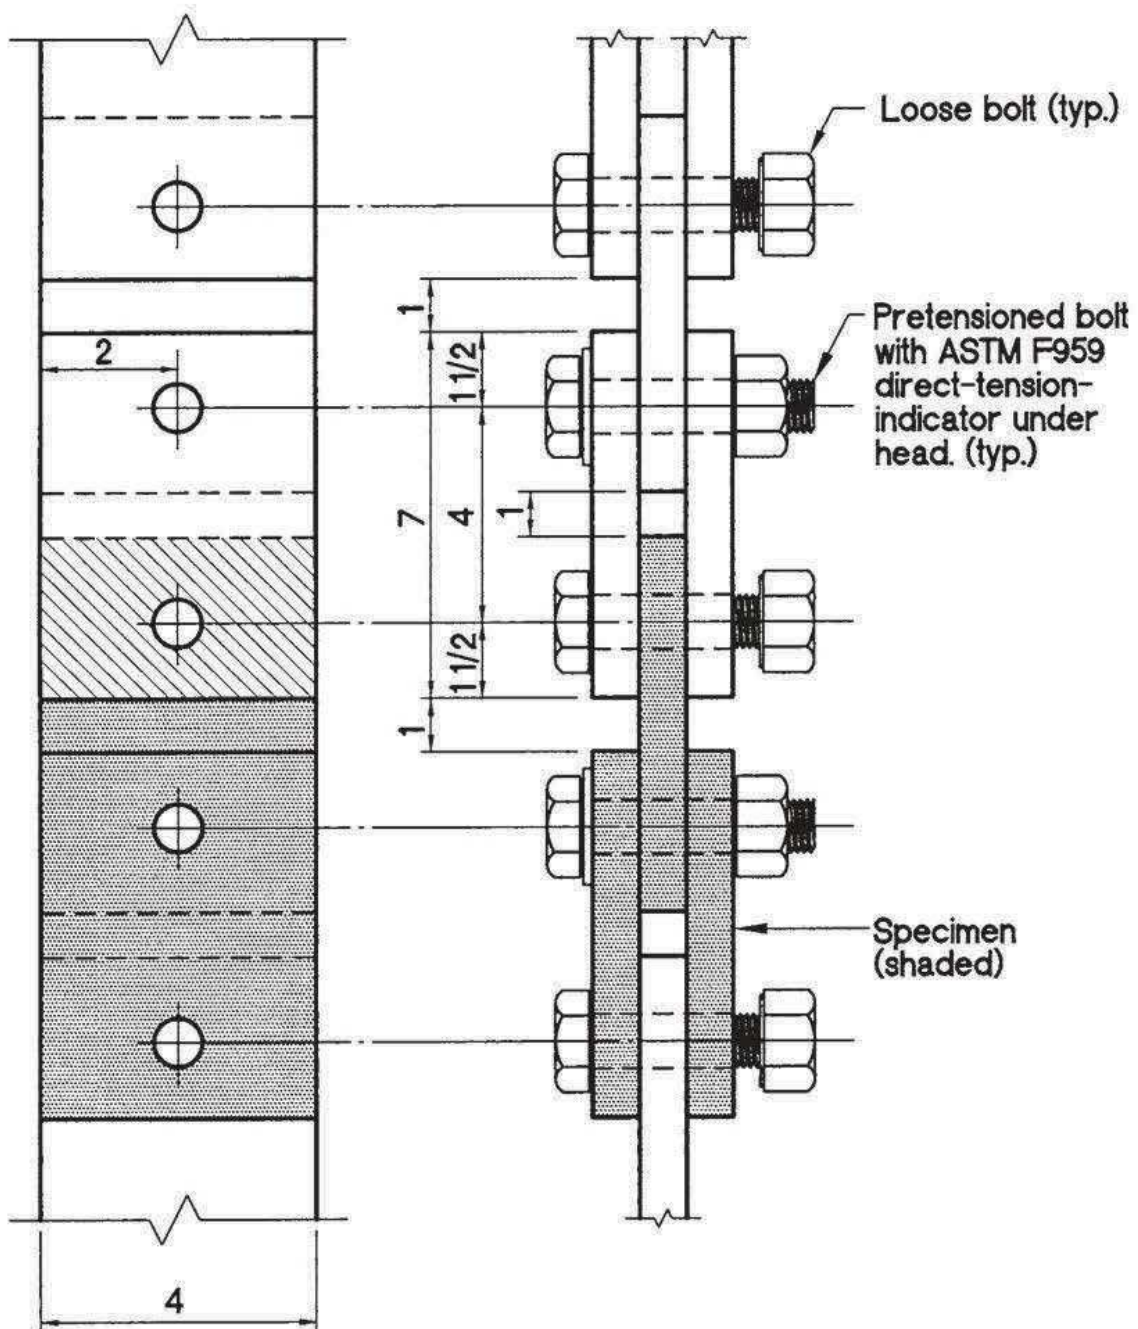 Loose bolt (typ.)
1
2
1 1/2
Pretensioned bolt
with ASTM F959
direct-tension-
indicator under
head. (typ.)
7
4
1
1 1/2
1
Specimen
(shaded)
4